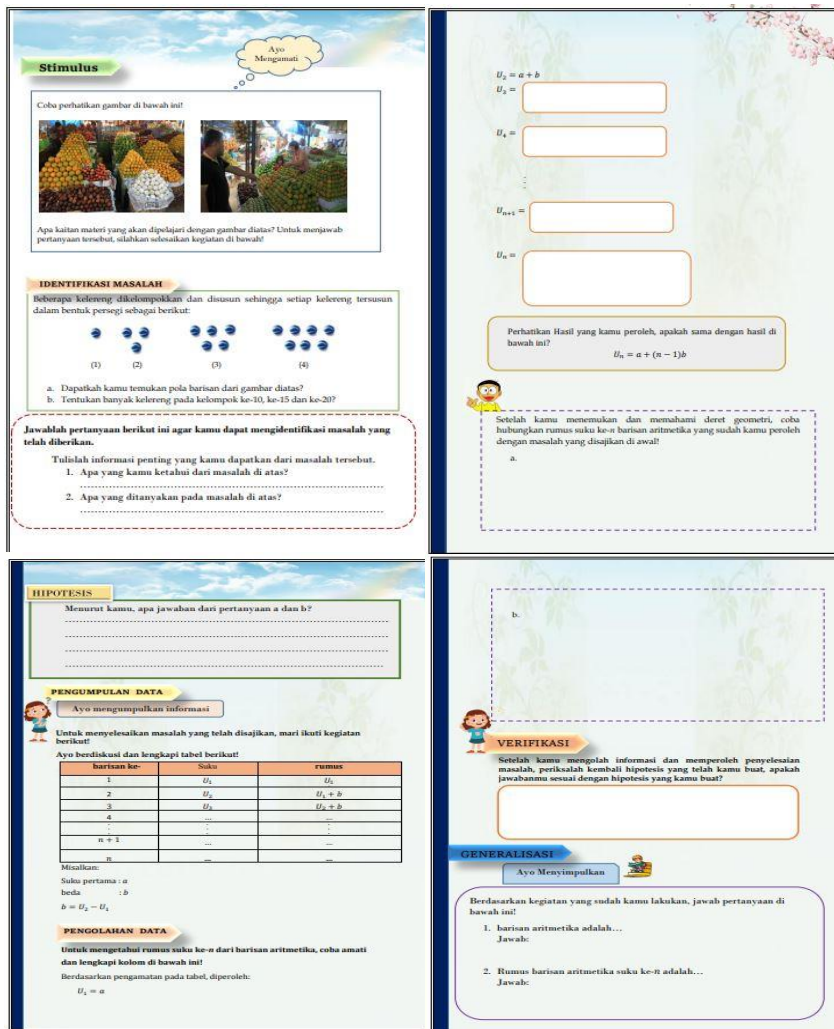 Stimulus
Ayo
Mengamati
Coba perhatikan gambar di bawah ini!
Apa kaitan materi yang akan dipelajari dengan gambar diatas? Untuk menjawab
pertanyaan tersebut, silahkan selesaikan kegiatan di bawah!
IDENTIFIKASI MASALAH
Beberapa kelereng dikelompokkan dan disusun sehingga setiap kelereng tersusun
dalam bentuk persegi sebagai berikut:
(1) (2) (3) (4)
a. Dapatkah kamu temukan pola barisan dari gambar diatas?
b. Tentukan banyak kelereng pada kelompok ke-10, ke-15 dan ke-20?
Jawablah pertanyaan berikut ini agar kamu dapat mengidentifikasi masalah yang
telah diberikan.
Tulislah informasi penting yang kamu dapatkan dari masalah tersebut.
1. Apa yang kamu ketahui dari masalah di atas?
2. Apa yang ditanyakan pada masalah di atas?
U₂ = a + b
U₃ =
U₄ =
⋮
Uₙ₊₁ =
Uₙ =
Perhatikan Hasil yang kamu peroleh, apakah sama dengan hasil di
bawah ini?
Uₙ = a + (n − 1)b
Setelah kamu menemukan dan memahami deret geometri, coba
hubungkan rumus suku ke-n barisan aritmetika yang sudah kamu peroleh
dengan masalah yang disajikan di awal!
a.
HIPOTESIS
Menurut kamu, apa jawaban dari pertanyaan a dan b?
PENGUMPULAN DATA
Ayo mengumpulkan informasi
Untuk menyelesaikan masalah yang telah disajikan, mari ikuti kegiatan
berikut!
Ayo berdiskusi dan lengkapi tabel berikut!
barisan ke- Suku rumus
1 U₁ U₁
2 U₂ U₁ + b
3 U₃ U₂ + b
4 ... ...
⋮ ⋮ ⋮
n + 1 ... ...
n ... ...
Misalkan:
Suku pertama : a
beda : b
b = U₂ − U₁
PENGOLAHAN DATA
Untuk mengetahui rumus suku ke-n dari barisan aritmetika, coba amati
dan lengkapi kolom di bawah ini!
Berdasarkan pengamatan pada tabel, diperoleh:
U₁ = a
b.
VERIFIKASI
Setelah kamu mengolah informasi dan memperoleh penyelesaian
masalah, periksalah kembali hipotesis yang telah kamu buat, apakah
jawabanmu sesuai dengan hipotesis yang kamu buat?
GENERALISASI
Ayo Menyimpulkan
Berdasarkan kegiatan yang sudah kamu lakukan, jawab pertanyaan di
bawah ini!
1. barisan aritmetika adalah...
Jawab:
2. Rumus barisan aritmetika suku ke-n adalah...
Jawab: